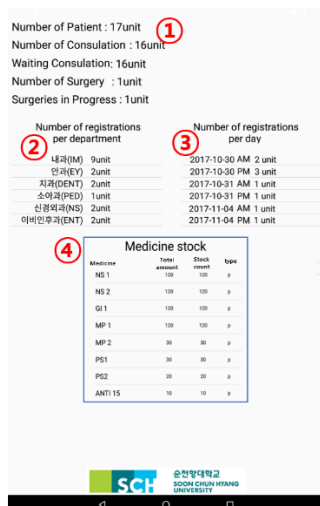 Number of Patient : 17unit
①
Number of Consulation : 16unit
Waiting Consulation: 16unit
Number of Surgery : 1unit
Surgeries in Progress : 1unit
Number of registrations
per department
②
내과(IM) 9unit
안과(EY) 2unit
치과(DENT) 2unit
소아과(PED) 1unit
신경외과(NS) 2unit
이비인후과(ENT) 2unit
Number of registrations
per day
③
2017-10-30 AM 2 unit
2017-10-30 PM 3 unit
2017-10-31 AM 1 unit
2017-10-31 PM 1 unit
2017-11-04 AM 1 unit
2017-11-04 PM 1 unit
④
Medicine stock
Medicine Total amount Stock count type
NS 1 120 120 p
NS 2 120 120 p
GI 1 120 120 p
MP 1 120 120 p
MP 2 30 30 p
PS1 30 30 p
PS2 20 20 p
ANTI 15 10 10 p
SCH 순천향대학교
SOON CHUN HYANG
UNIVERSITY